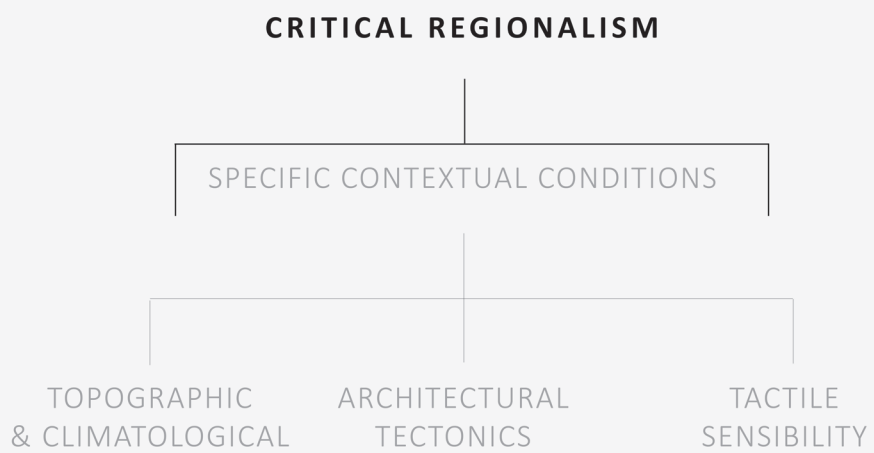 CRITICAL REGIONALISM
SPECIFIC CONTEXTUAL CONDITIONS
TOPOGRAPHIC
& CLIMATOLOGICAL
ARCHITECTURAL
TECTONICS
TACTILE
SENSIBILITY